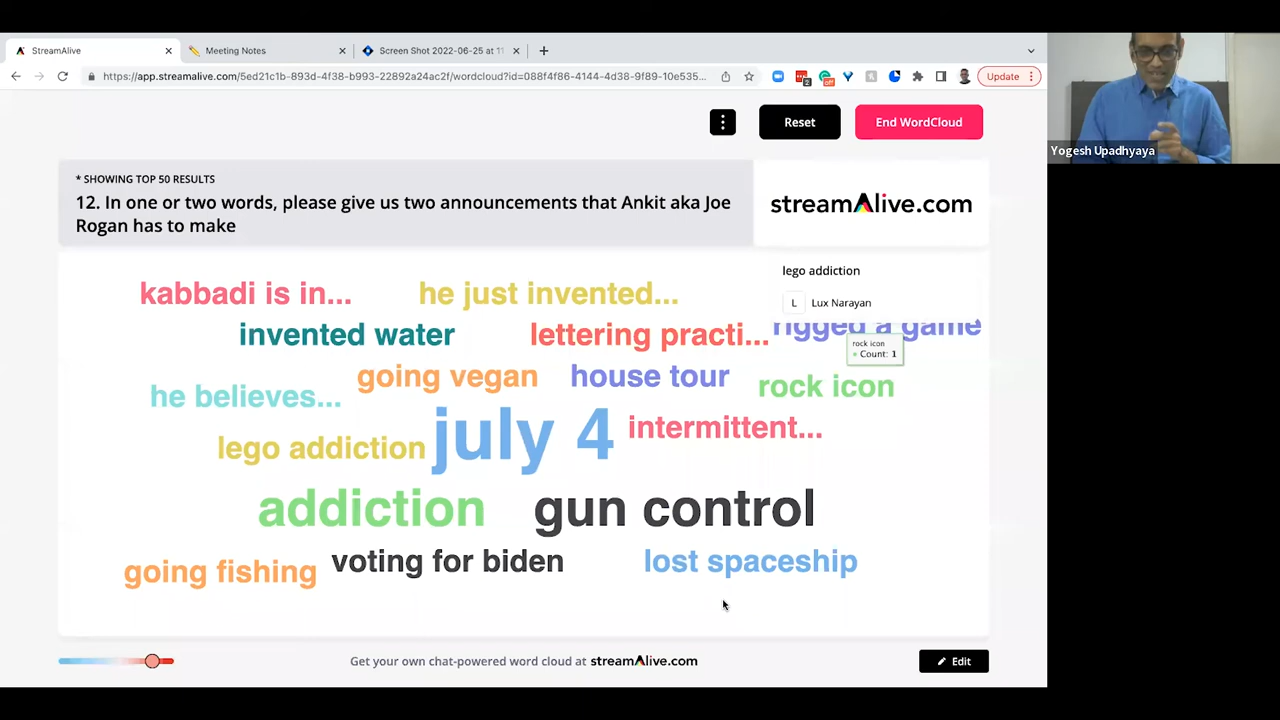 StreamAlive
Meeting Notes
Screen Shot 2022-06-25 at 11
https://app.streamalive.com/5ed21c1b-893d-4f38-b993-22892a24ac2f/wordcloud?id=088f4f86-4144-4d38-9f89-10e535...
2
off
Update
Yogesh Upadhyaya
Reset
End WordCloud
* SHOWING TOP 50 RESULTS
12. In one or two words, please give us two announcements that Ankit aka Joe
Rogan has to make
streamAlive.com
lego addiction
L Lux Narayan
kabbadi is in...
he just invented...
invented water
lettering practi...
rigged a game
rock icon
Count: 1
going vegan
house tour
rock icon
he believes...
july 4
intermittent...
lego addiction
addiction
gun control
voting for biden
lost spaceship
going fishing
Get your own chat-powered word cloud at streamAlive.com
Edit